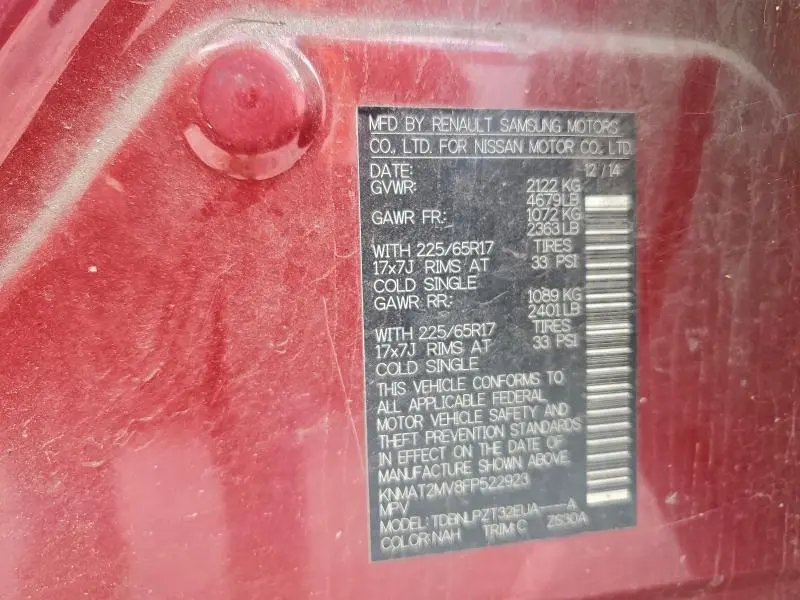 MFD BY RENAULT SAMSUNG MOTORS
CO., LTD. FOR NISSAN MOTOR CO., LTD.
DATE: 12/14
GVWR: 2122 KG
4679LB
GAWR FR: 1072 KG
2363LB
WITH 225/65R17 TIRES
17x7J RIMS AT 33 PSI
COLD SINGLE
GAWR RR: 1089 KG
2401LB
WITH 225/65R17 TIRES
17x7J RIMS AT 33 PSI
COLD SINGLE
THIS VEHICLE CONFORMS TO
ALL APPLICABLE FEDERAL
MOTOR VEHICLE SAFETY AND
THEFT PREVENTION STANDARDS
IN EFFECT ON THE DATE OF
MANUFACTURE SHOWN ABOVE.
KNMAT2MV8FP522923
MPV
MODEL: TDBNLPZT32EUA----A
COLOR: NAH TRIM: C ZS30A